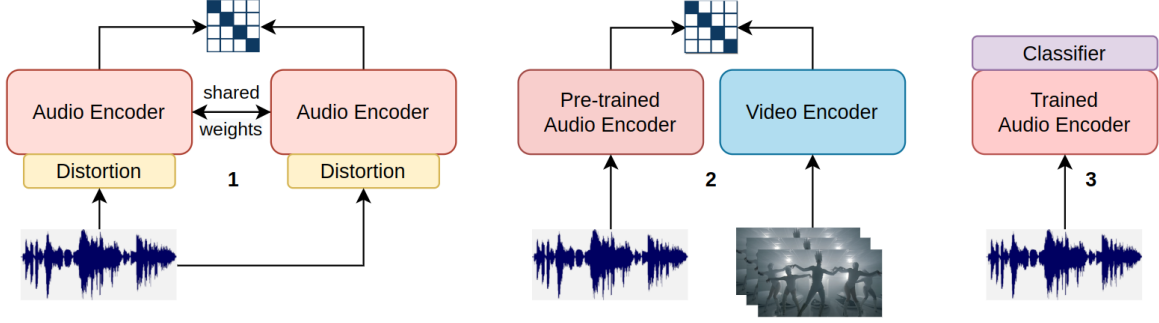 Audio Encoder
shared
weights
Audio Encoder
Distortion
1
Distortion
Pre-trained
Audio Encoder
Video Encoder
2
Classifier
Trained
Audio Encoder
3